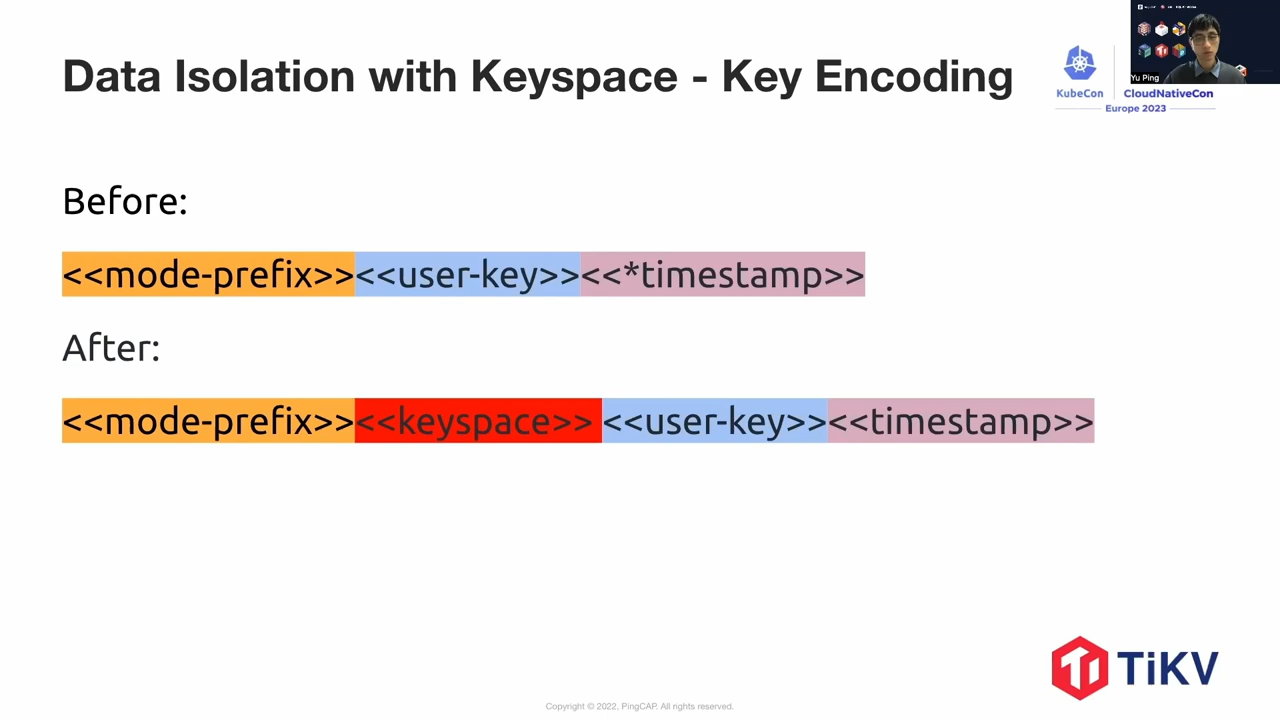 Data Isolation with Keyspace - Key Encoding
KubeCon
CloudNativeCon
Europe 2023
Yu Ping
Before:
<<mode-prefix>><<user-key>><<*timestamp>>
After:
<<mode-prefix>><<keyspace>> <<user-key>><<timestamp>>
TiKV
Copyright © 2022, PingCAP. All rights reserved.